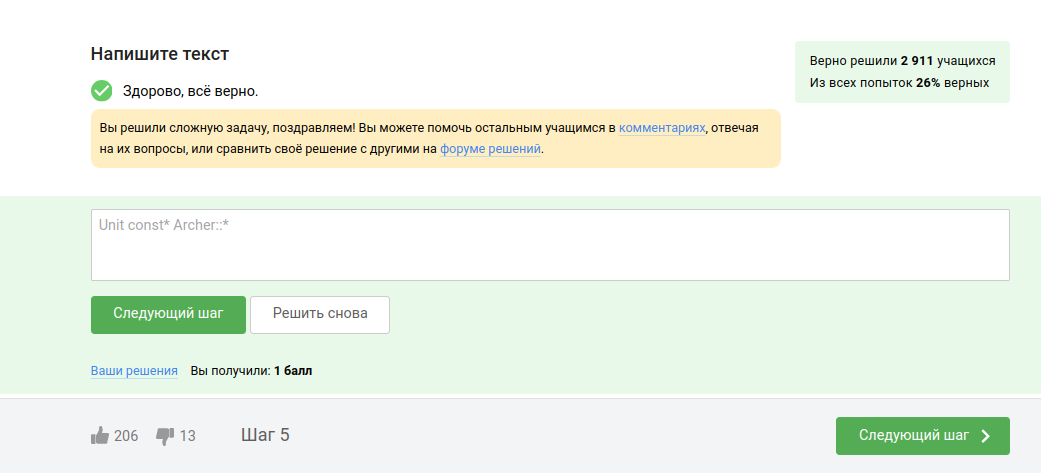 Напишите текст
Верно решили 2 911 учащихся
Из всех попыток 26% верных
Здорово, всё верно.
Вы решили сложную задачу, поздравляем! Вы можете помочь остальным учащимся в комментариях, отвечая
на их вопросы, или сравнить своё решение с другими на форуме решений.
Unit const* Archer::*
Следующий шаг
Решить снова
Ваши решения Вы получили: 1 балл
206 13 Шаг 5
Следующий шаг